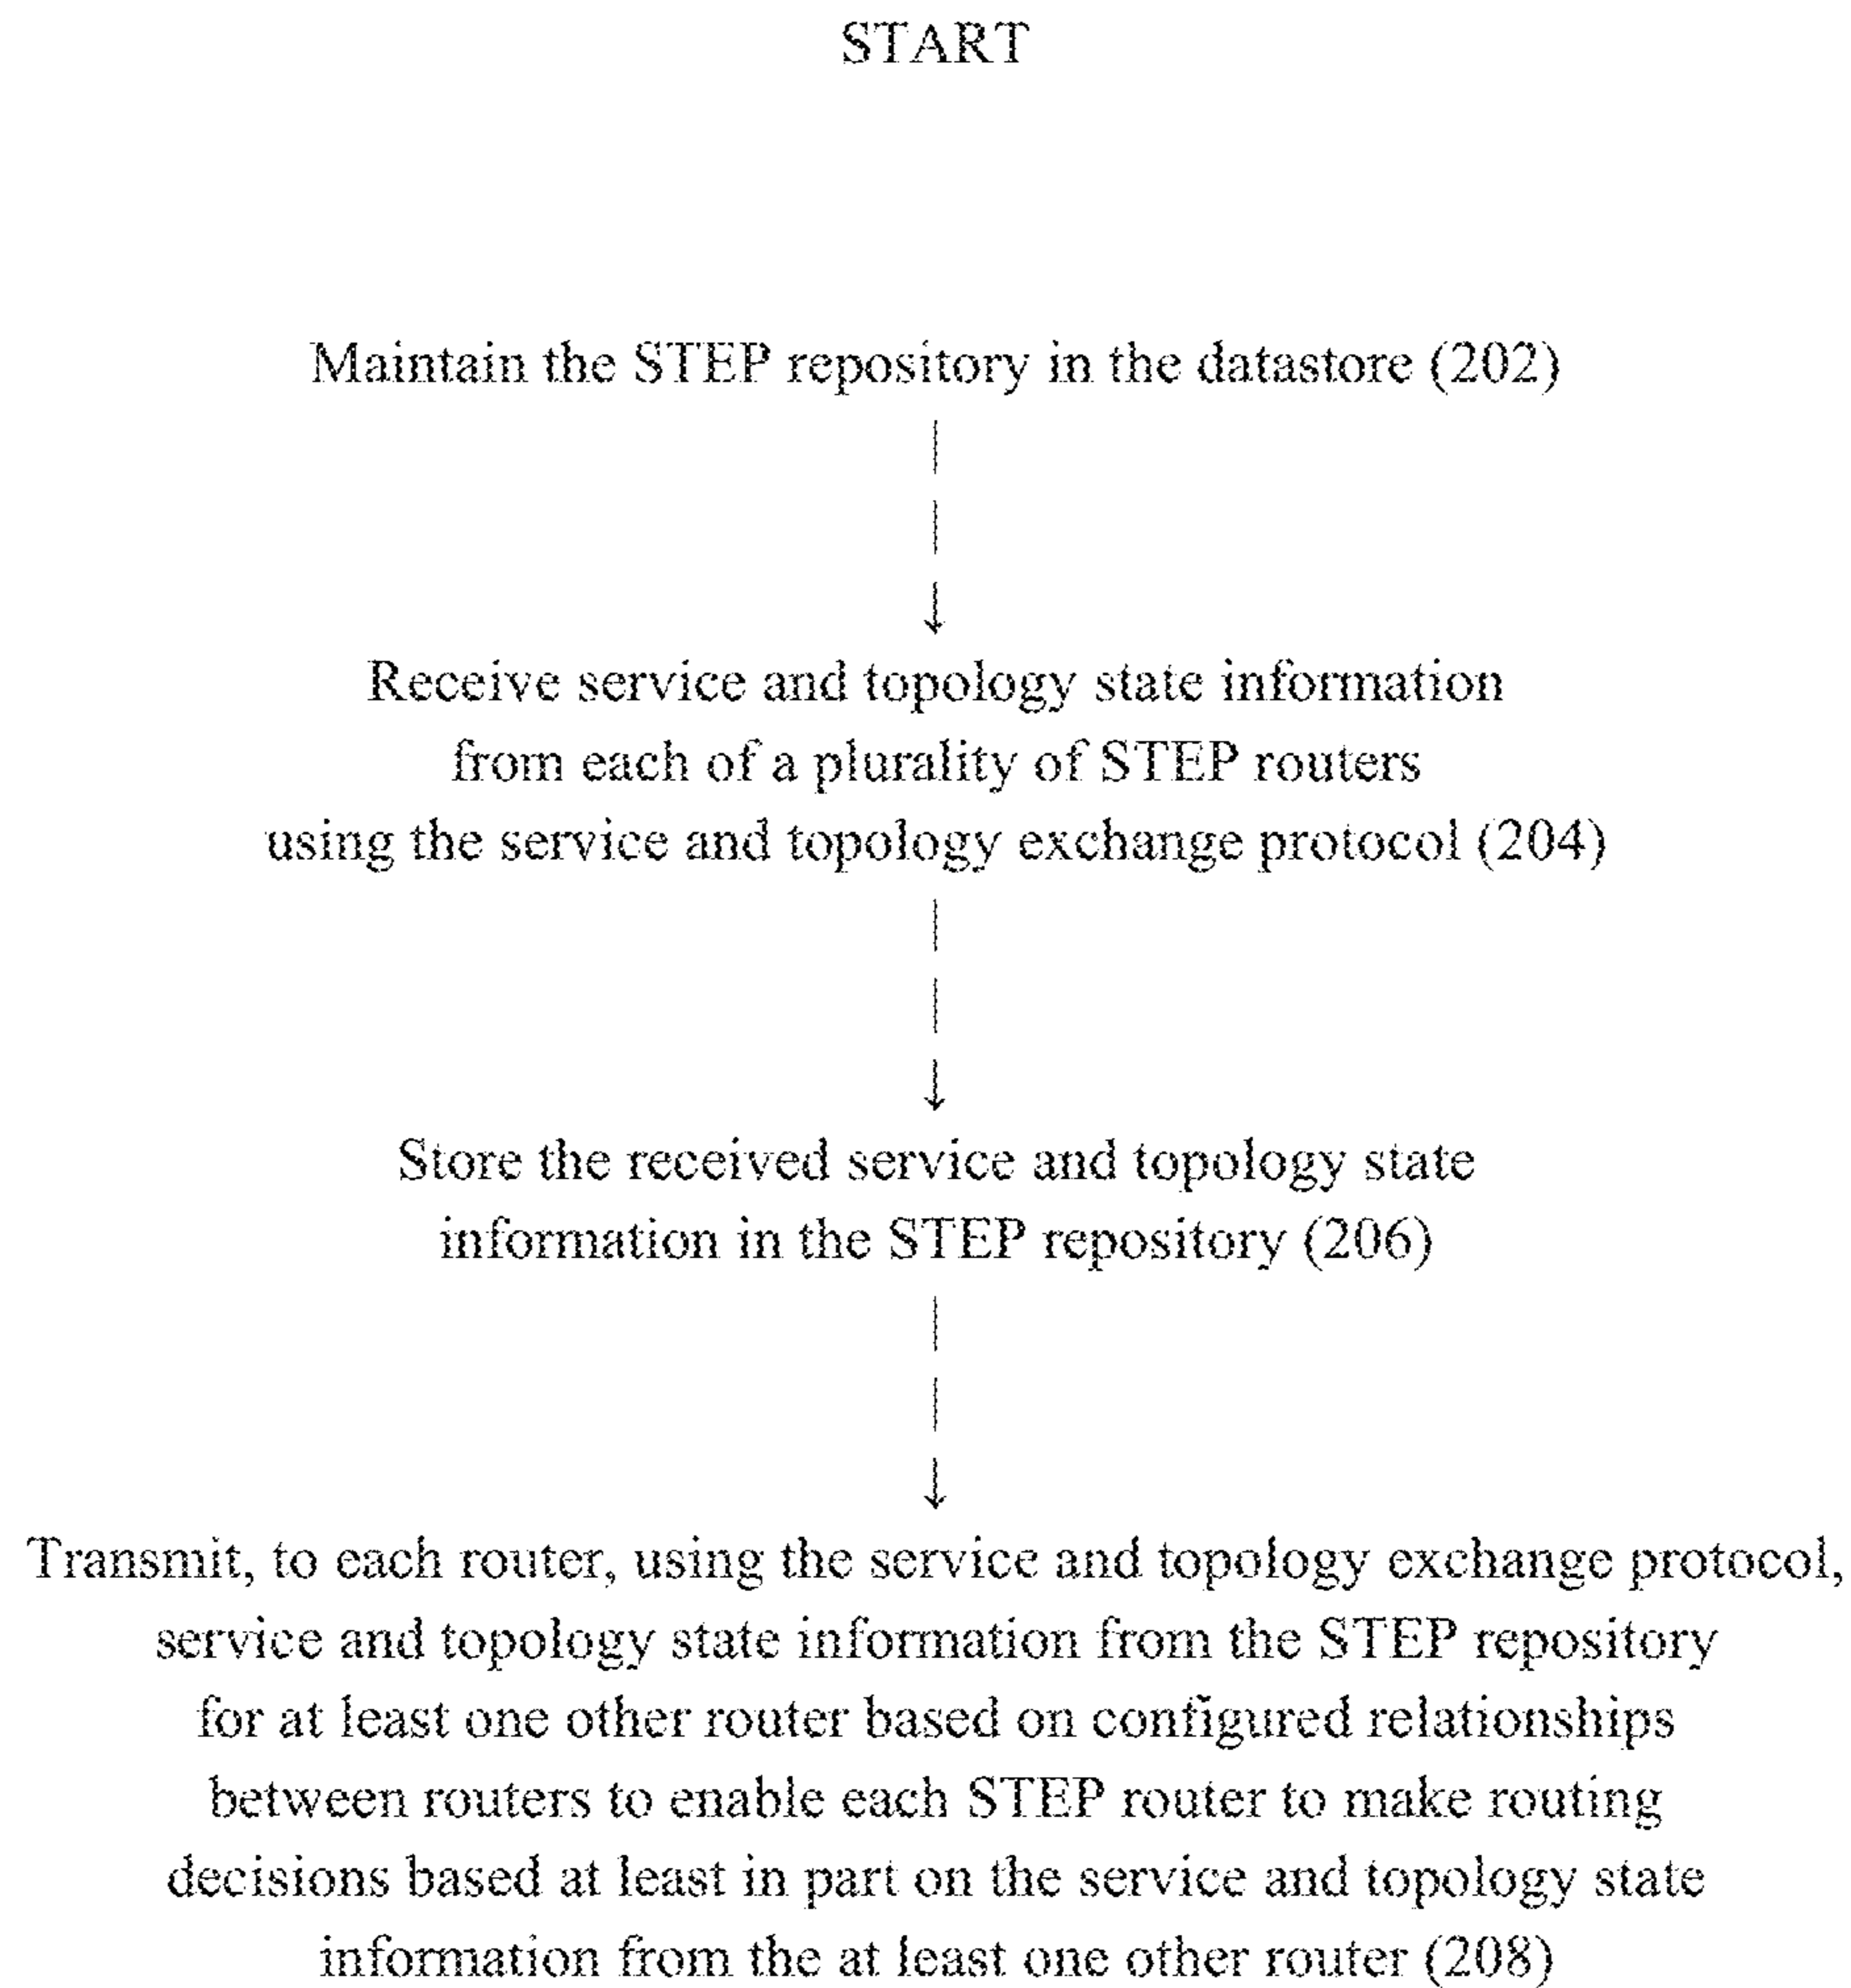 START
Maintain the STEP repository in the datastore (202)
Receive service and topology state information
from each of a plurality of STEP routers
using the service and topology exchange protocol (204)
Store the received service and topology state
information in the STEP repository (206)
Transmit, to each router, using the service and topology exchange protocol,
service and topology state information from the STEP repository
for at least one other router based on configured relationships
between routers to enable each STEP router to make routing
decisions based at least in part on the service and topology state
information from the at least one other router (208)